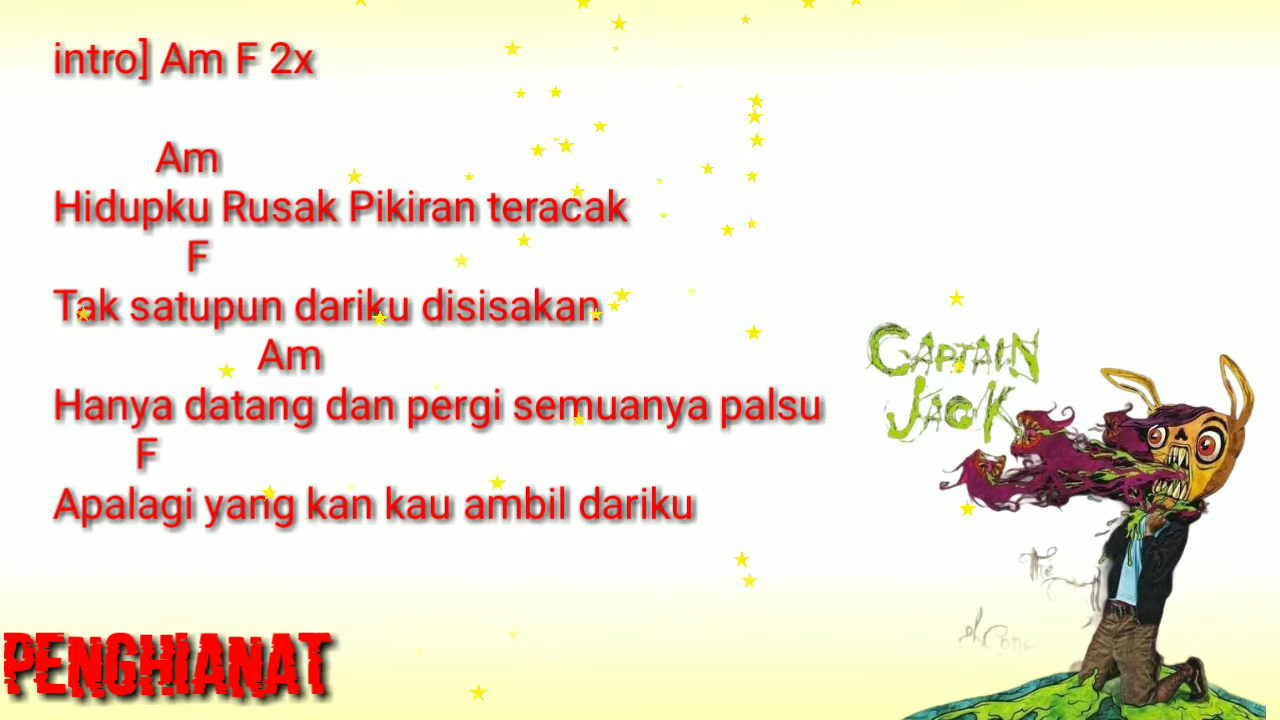 intro] Am F 2x
Am
Hidupku Rusak Pikiran teracak
F
Tak satupun dariku disisakan
Am
Hanya datang dan pergi semuanya palsu
F
Apalagi yang kan kau ambil dariku
CAPTAIN
JACK
The
PENGHIANAT